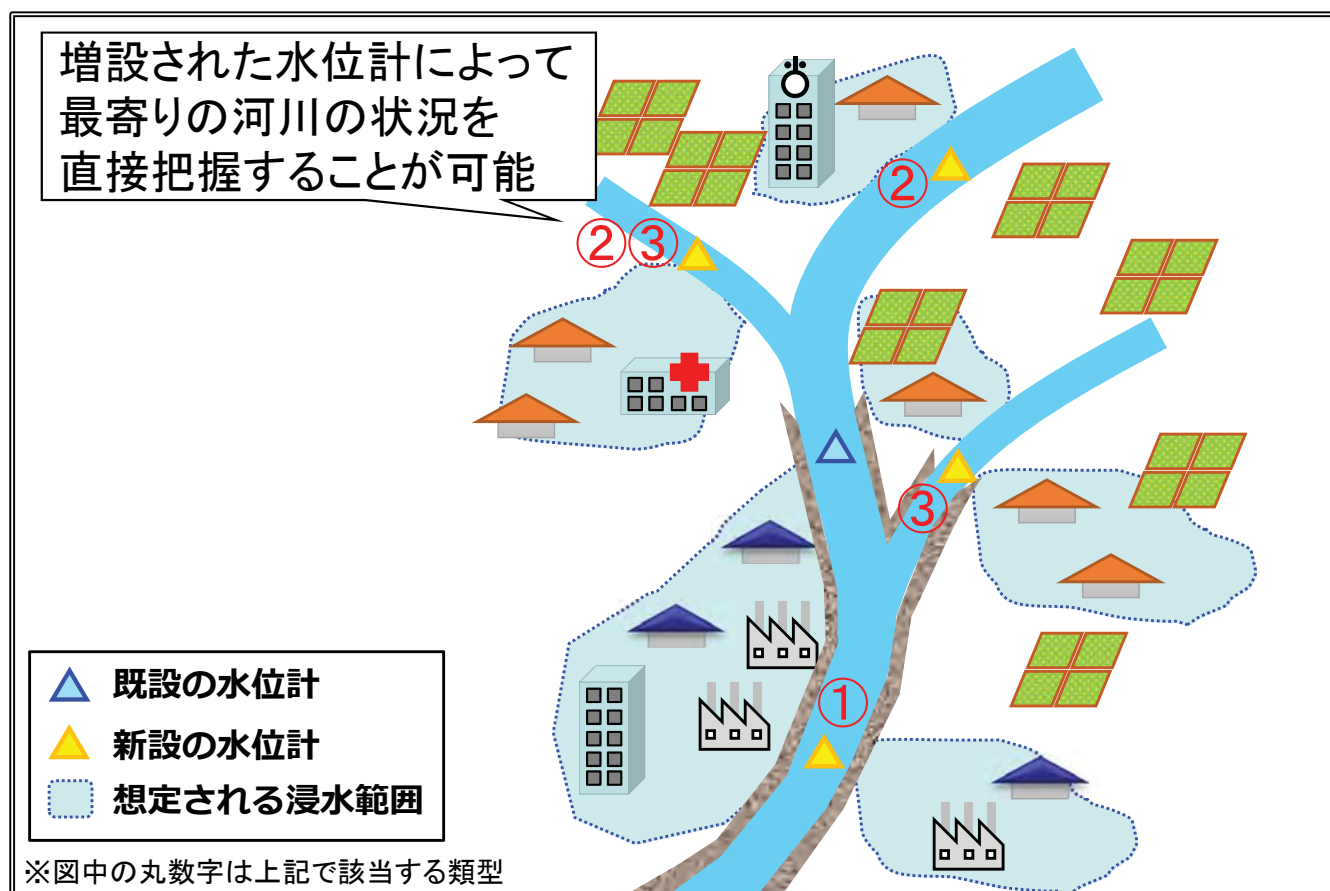 増設された水位計によって
最寄りの河川の状況を
直接把握することが可能
②
②③
③
①
既設の水位計
新設の水位計
想定される浸水範囲
※図中の丸数字は上記で該当する類型